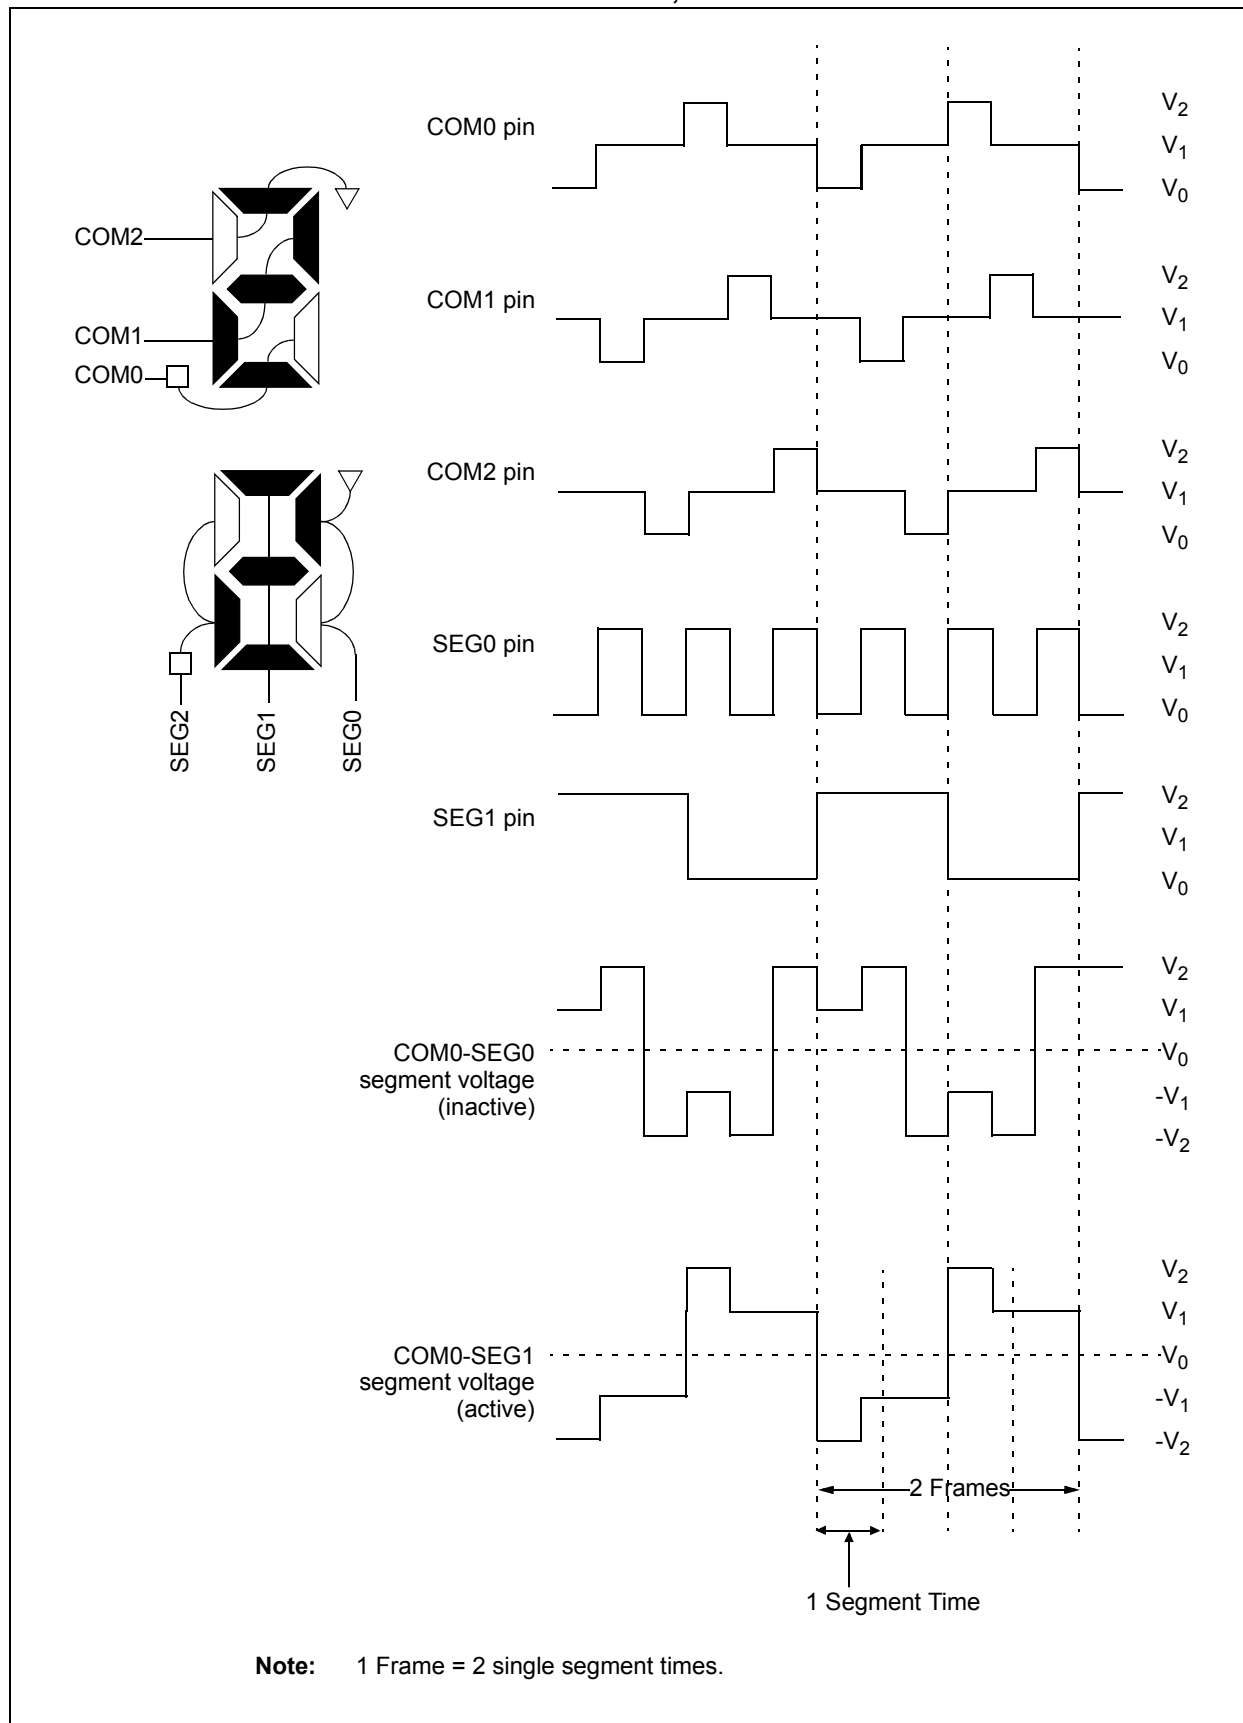 COM0 pin
V2
V1
V0
COM2
COM1
COM0
COM1 pin
V2
V1
V0
COM2 pin
V2
V1
V0
SEG2
SEG1
SEG0
SEG0 pin
V2
V1
V0
SEG1 pin
V2
V1
V0
COM0-SEG0
segment voltage
(inactive)
V2
V1
V0
-V1
-V2
COM0-SEG1
segment voltage
(active)
V2
V1
V0
-V1
-V2
2 Frames
1 Segment Time
Note: 1 Frame = 2 single segment times.